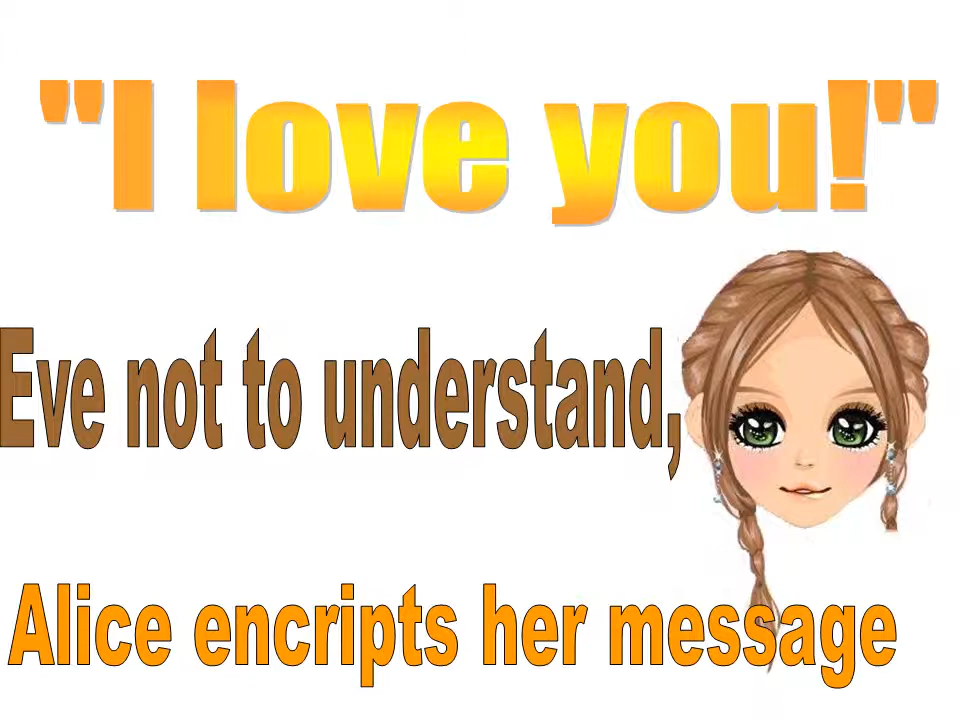 "I love you!"
Eve not to understand,
Alice encripts her message